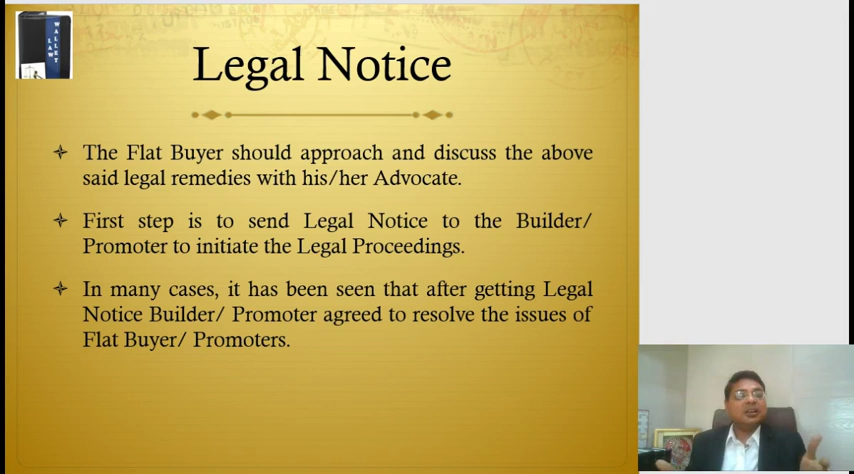 LAW
WALLET
Legal Notice
The Flat Buyer should approach and discuss the above
said legal remedies with his/her Advocate.
First step is to send Legal Notice to the Builder/
Promoter to initiate the Legal Proceedings.
In many cases, it has been seen that after getting Legal
Notice Builder/ Promoter agreed to resolve the issues of
Flat Buyer/ Promoters.